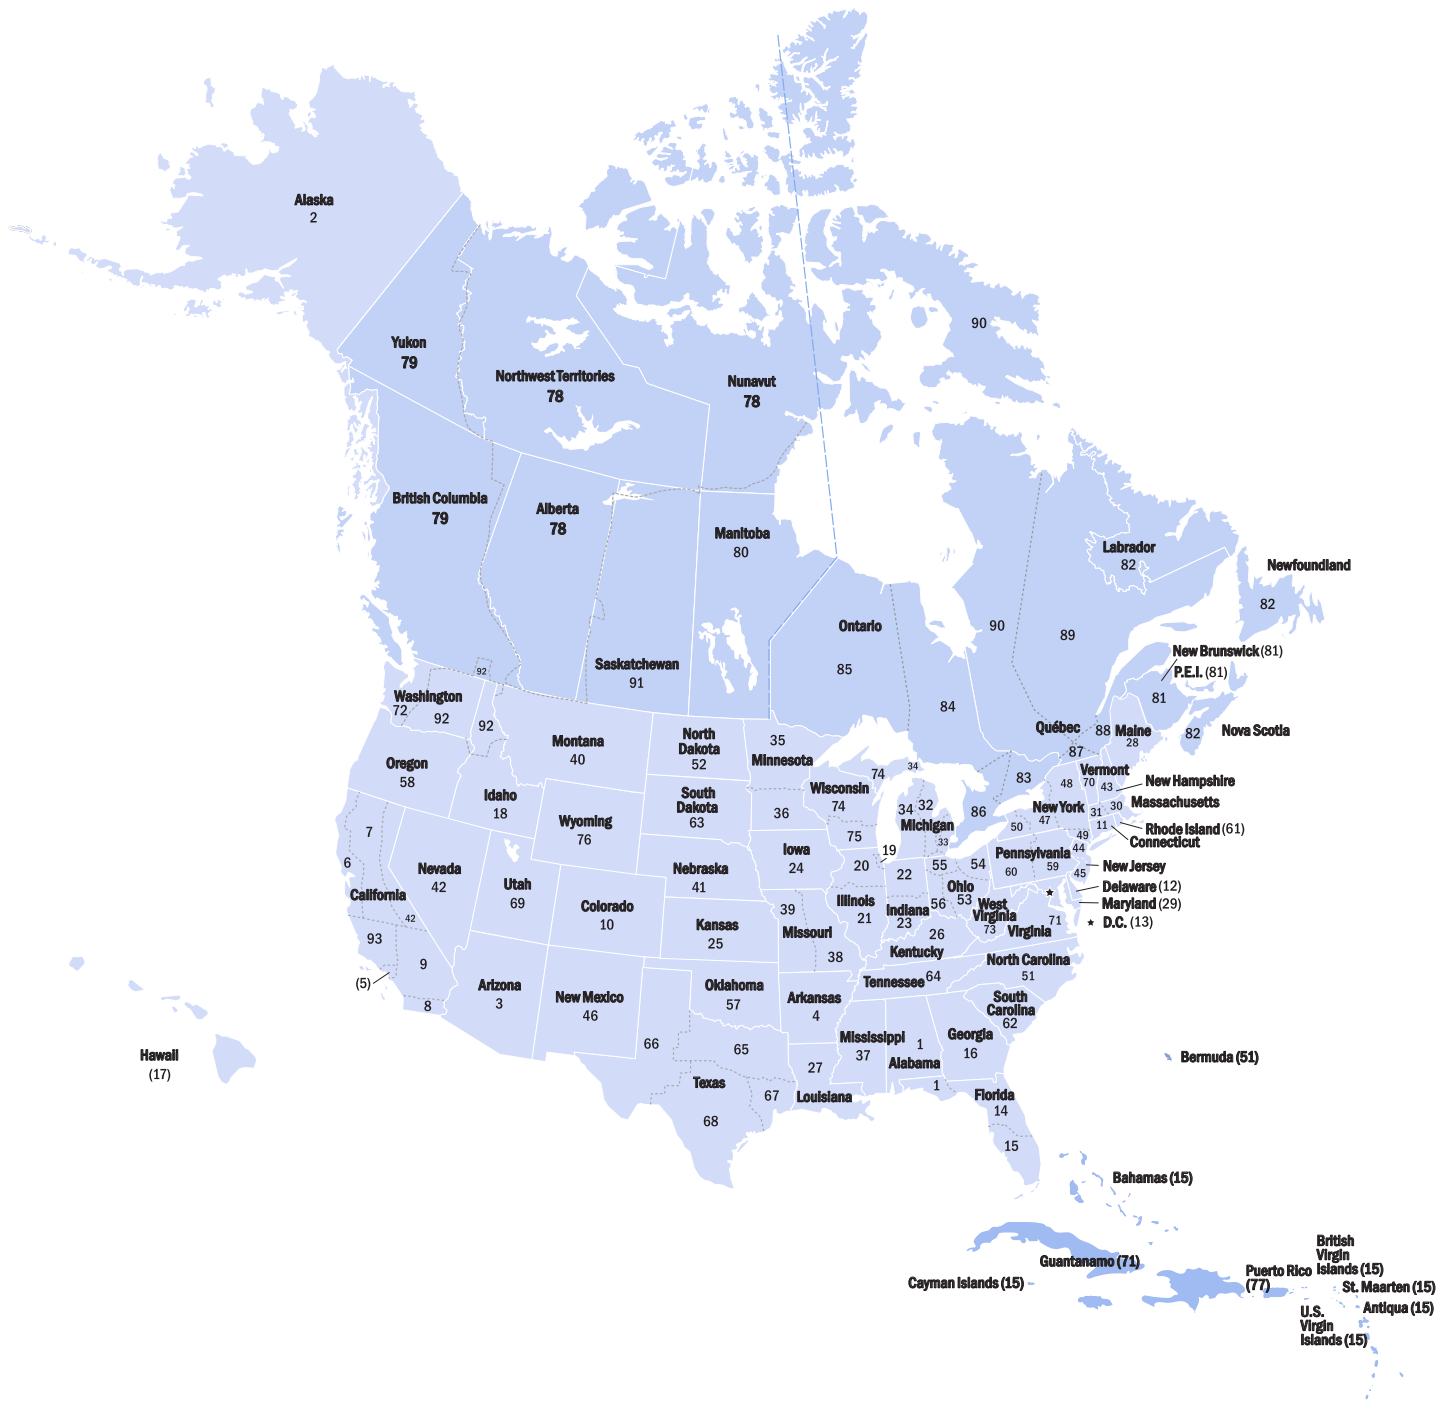 Alaska
2
Yukon
79
Northwest Territories
78
Nunavut
78
90
British Columbia
79
Alberta
78
Manitoba
80
Saskatchewan
91
Ontario
85
84
90
89
Labrador
82
Newfoundland
82
New Brunswick (81)
P.E.I. (81)
81
Nova Scotia
82
Québec
88
87
83
86
Maine
28
92
Washington
72
92
92
Oregon
58
Idaho
18
Montana
40
North
Dakota
52
South
Dakota
63
35
Minnesota
36
Wisconsin
74
74
75
34
34
32
Michigan
33
Vermont
70
43
New Hampshire
48
New York
47
50
49
31
30
Massachusetts
11
Rhode Island (61)
Connecticut
44
45
New Jersey
Pennsylvania
60
59
Delaware (12)
Maryland (29)
D.C. (13)
Wyoming
76
Nebraska
41
Iowa
24
19
20
Illinois
21
22
Indiana
23
55
54
Ohio
56
53
West
Virginia
73
Virginia
71
7
6
California
42
93
9
(5)
8
Nevada
42
Utah
69
Colorado
10
Kansas
25
39
Missouri
38
26
Kentucky
Tennessee 64
North Carolina
51
South
Carolina
62
Arizona
3
New Mexico
46
Oklahoma
57
Arkansas
4
Mississippi
37
1
Alabama
1
Georgia
16
66
65
Texas
67
68
27
Louisiana
Florida
14
15
Hawaii
(17)
Bermuda (51)
Bahamas (15)
Guantanamo (71)
Cayman Islands (15)
Puerto Rico
(77)
British
Virgin
Islands (15)
St. Maarten (15)
Antiqua (15)
U.S.
Virgin
Islands (15)